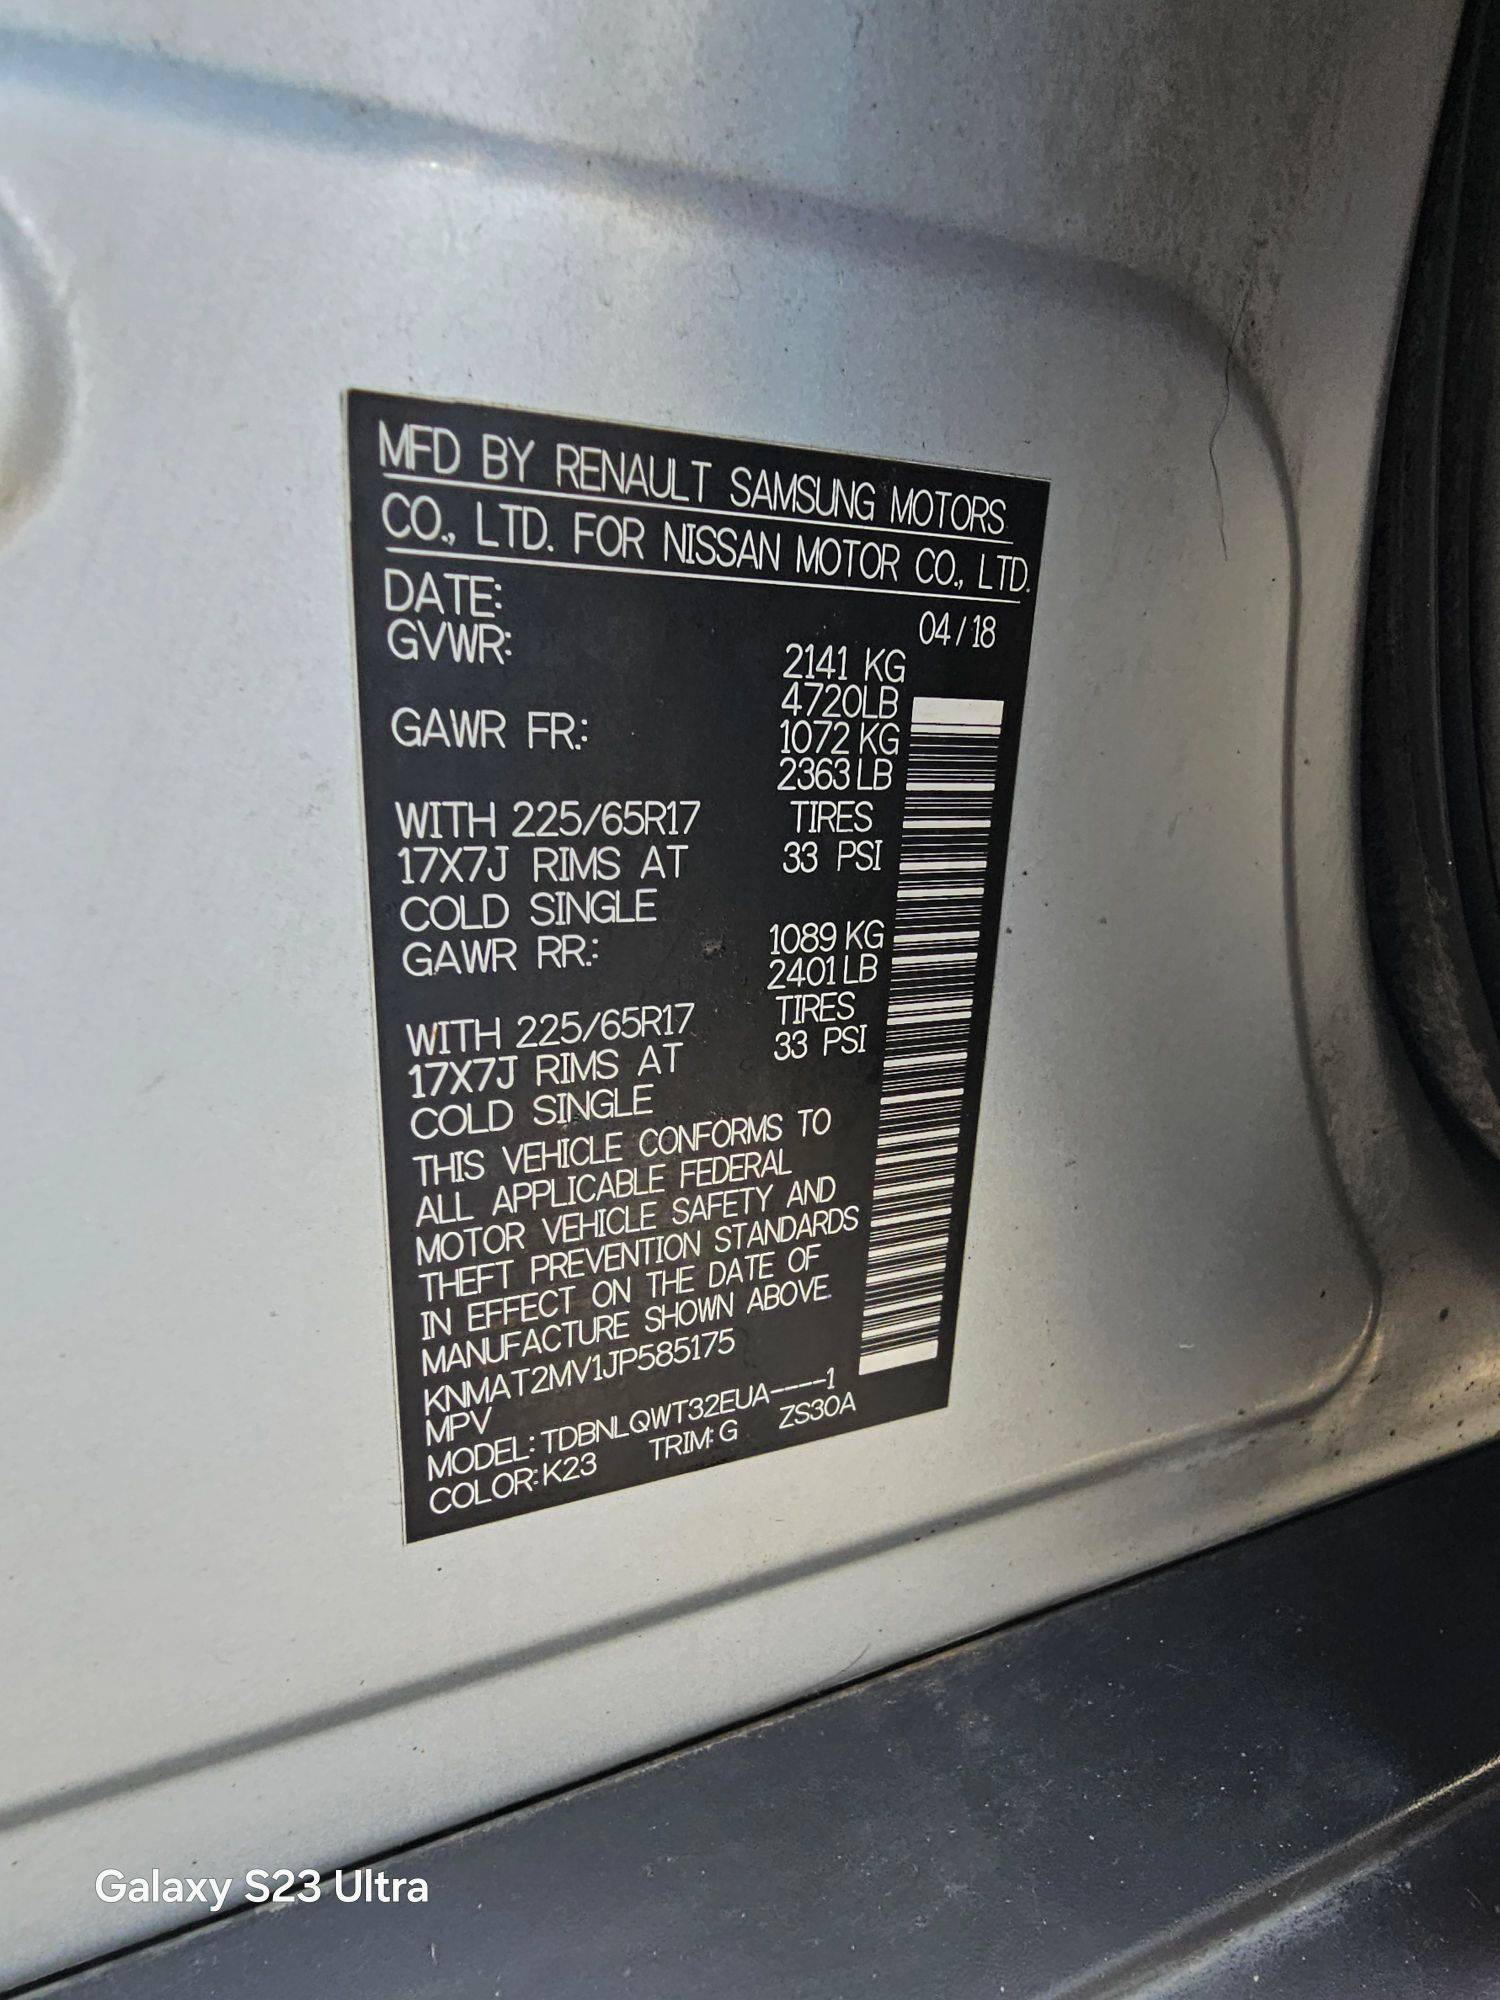 MFD BY RENAULT SAMSUNG MOTORS
CO., LTD. FOR NISSAN MOTOR CO., LTD.
DATE: 04/18
GVWR: 2141 KG
4720LB
GAWR FR.: 1072 KG
2363 LB
WITH 225/65R17 TIRES
17X7J RIMS AT 33 PSI
COLD SINGLE
GAWR RR.: 1089 KG
2401 LB
WITH 225/65R17 TIRES
17X7J RIMS AT 33 PSI
COLD SINGLE
THIS VEHICLE CONFORMS TO
ALL APPLICABLE FEDERAL
MOTOR VEHICLE SAFETY AND
THEFT PREVENTION STANDARDS
IN EFFECT ON THE DATE OF
MANUFACTURE SHOWN ABOVE.
KNMAT2MV1JP585175
MPV
MODEL: TDBNLQWT32EUA----1
COLOR: K23 TRIM: G ZS30A
Galaxy S23 Ultra